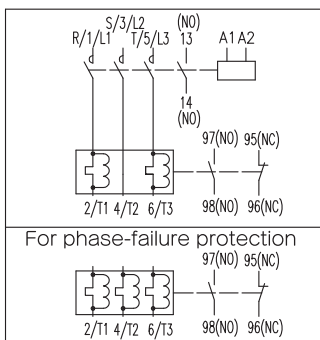 S/3/L2 (NO)
R/1/L1 T/5/L3 13 A1 A2
14
(NO)
97(NO) 95(NC)
2/T1 4/T2 6/T3 98(NO) 96(NC)
For phase-failure protection
97(NO) 95(NC)
2/T1 4/T2 6/T3 98(NO) 96(NC)